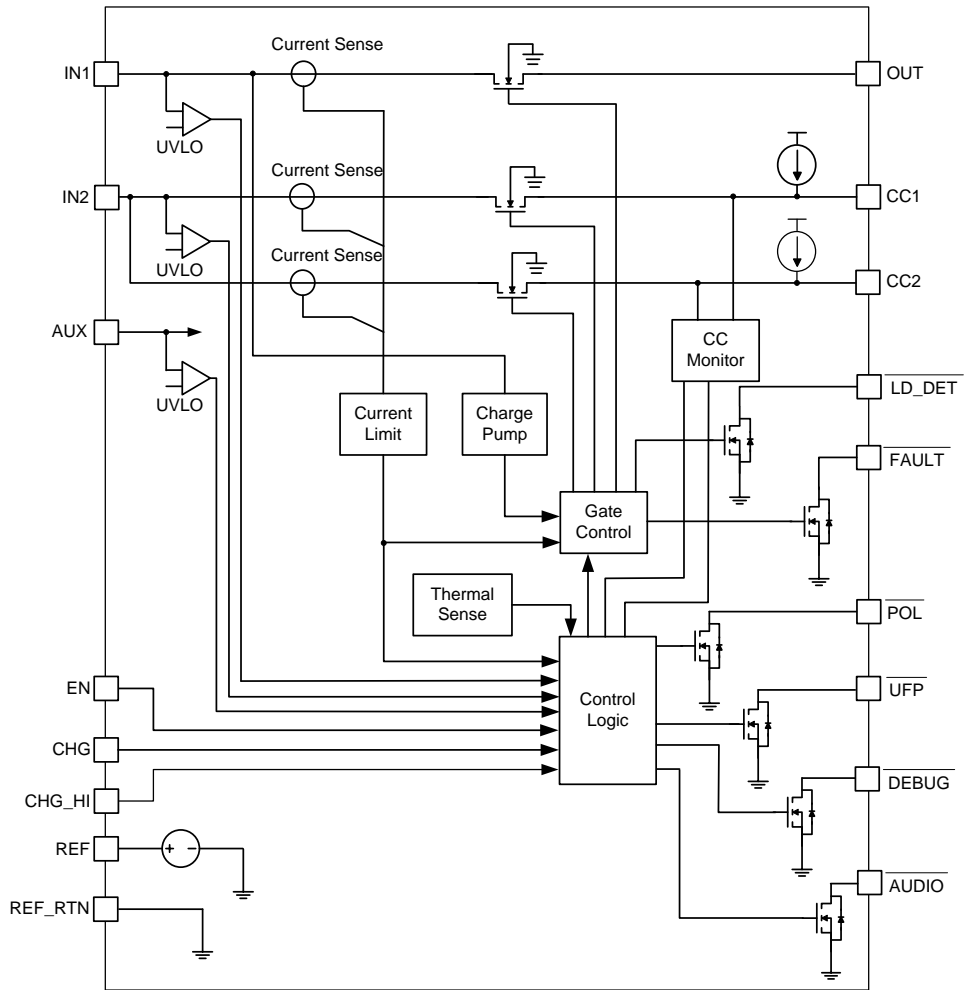 Current Sense
IN1
OUT
UVLO
Current Sense
IN2
CC1
UVLO
Current Sense
CC2
AUX
CC
Monitor
UVLO
LD_DET
Current
Limit
Charge
Pump
FAULT
Gate
Control
Thermal
Sense
POL
EN
UFP
Control
Logic
CHG
DEBUG
CHG_HI
REF
+ -
AUDIO
REF_RTN